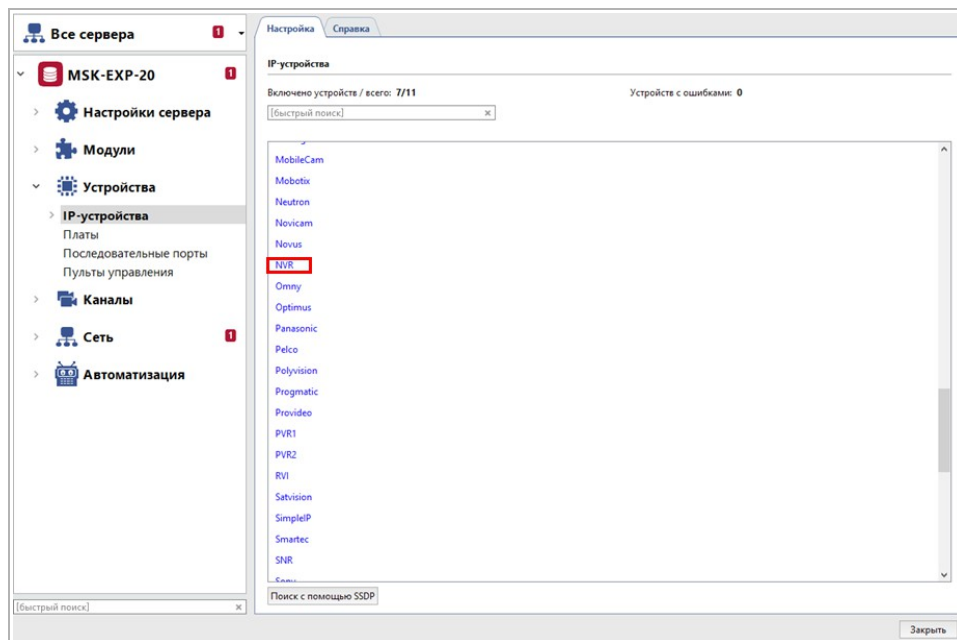 Все сервера
1
MSK-EXP-20
1
Настройки сервера
Модули
Устройства
IP-устройства
Платы
Последовательные порты
Пульты управления
Каналы
Сеть
1
Автоматизация
[быстрый поиск]
Настройка
Справка
IP-устройства
Включено устройств / всего: 7/11
Устройств с ошибками: 0
[быстрый поиск]
MobileCam
Mobotix
Neutron
Novicam
Novus
NVR
Omny
Optimus
Panasonic
Pelco
Polyvision
Progmatic
Provideo
PVR1
PVR2
RVI
Satvision
SimpleIP
Smartec
SNR
Sony
Поиск с помощью SSDP
Закрыть